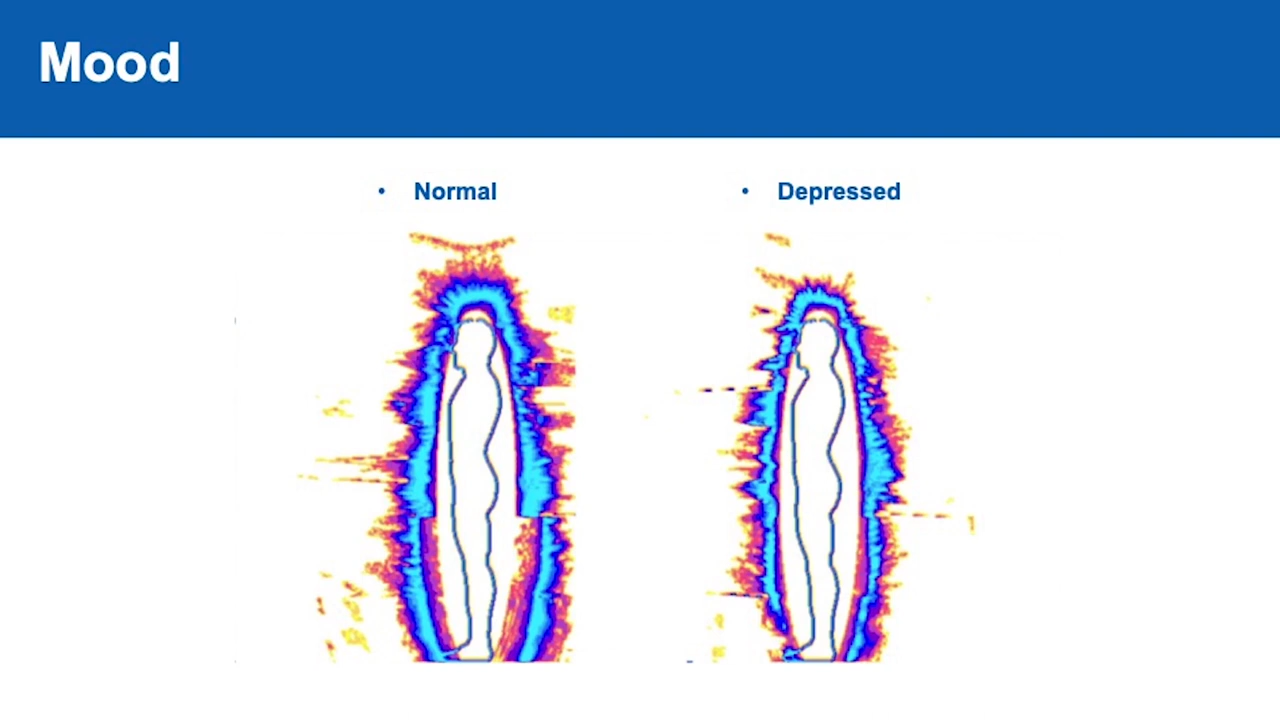 Mood
• Normal
• Depressed